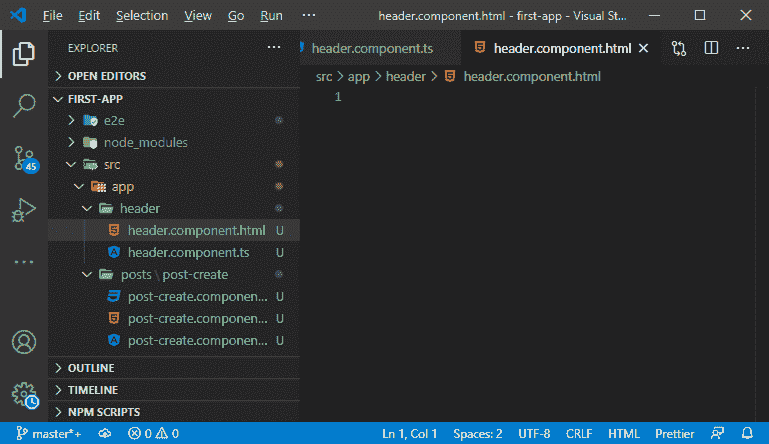 File Edit Selection View Go Run ··· header.component.html - first-app - Visual St...
EXPLORER ···
header.component.ts header.component.html
OPEN EDITORS
src > app > header > header.component.html
FIRST-APP
1
e2e
node_modules
45
src
app
header
header.component.html U
header.component.ts U
posts \ post-create
post-create.componen... U
post-create.componen... U
post-create.componen... U
OUTLINE
TIMELINE
NPM SCRIPTS
master*+ 0 0 Ln 1, Col 1 Spaces: 2 UTF-8 CRLF HTML Prettier